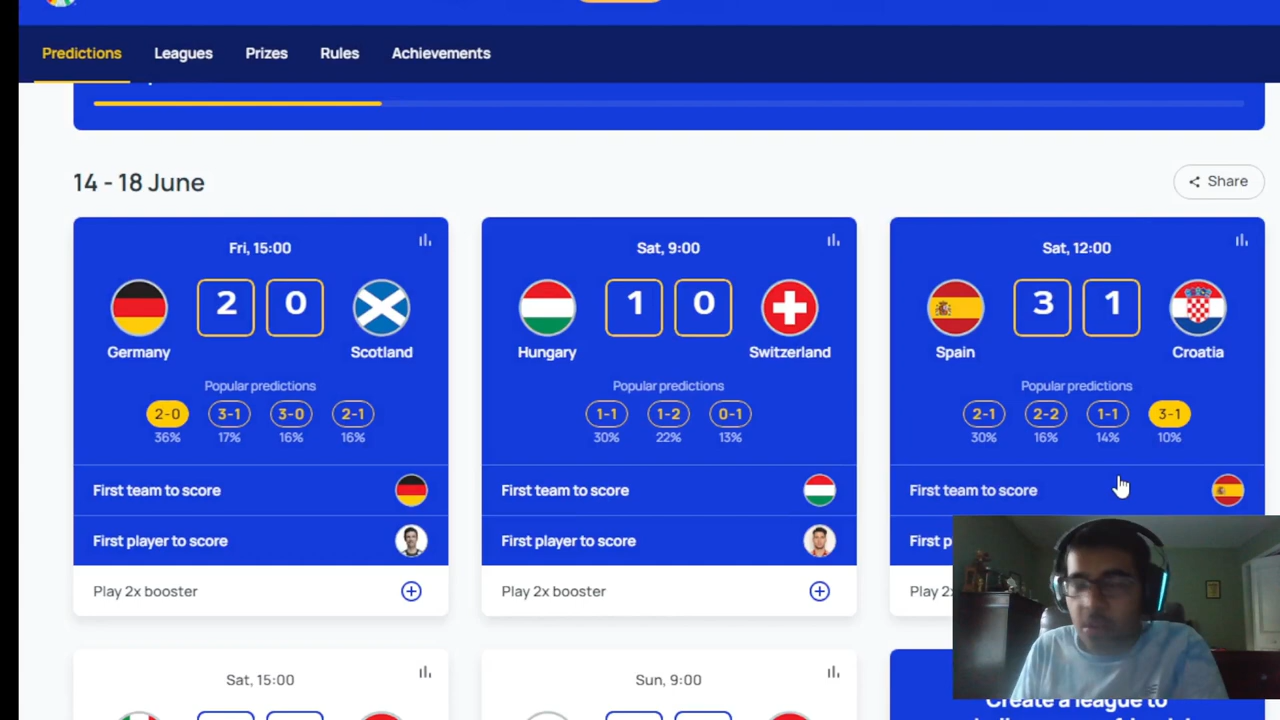 Predictions Leagues Prizes Rules Achievements
14 - 18 June
Share
Fri, 15:00
2 0
Germany Scotland
Popular predictions
2-0 3-1 3-0 2-1
36% 17% 16% 16%
First team to score
First player to score
Play 2x booster
Sat, 9:00
1 0
Hungary Switzerland
Popular predictions
1-1 1-2 0-1
30% 22% 13%
First team to score
First player to score
Play 2x booster
Sat, 12:00
3 1
Spain Croatia
Popular predictions
2-1 2-2 1-1 3-1
30% 16% 14% 10%
First team to score
First p
Play 2x
Sat, 15:00
Sun, 9:00
Create a league to